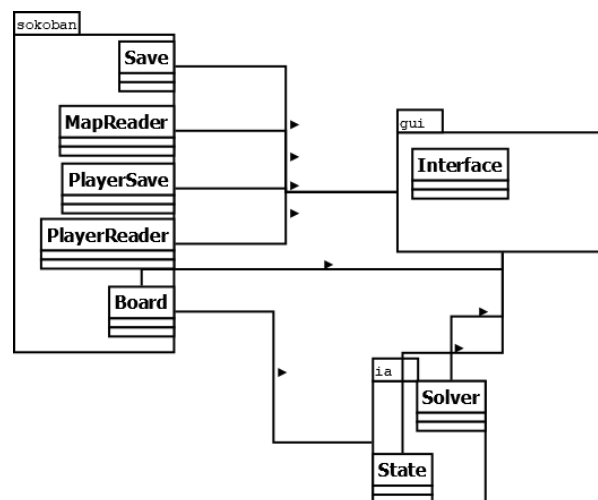 sokoban
Save
MapReader
gui
Interface
PlayerSave
PlayerReader
Board
ia
Solver
State